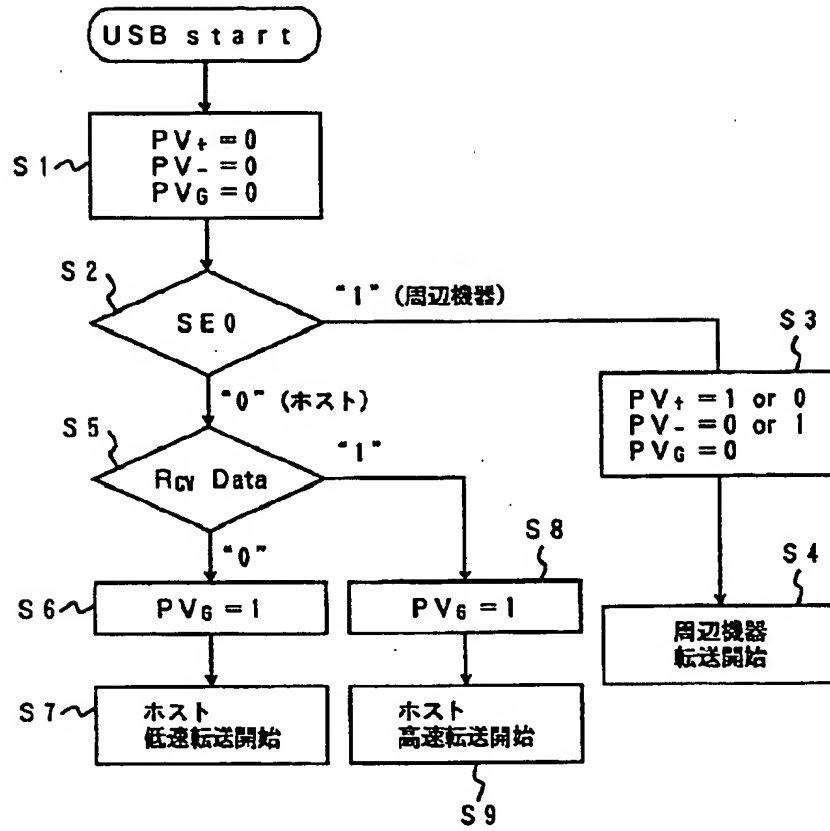 USB start
S1
PV+ =0
PV- =0
PVG =0
S2
SE0
“1” (周辺機器)
“0” (ホスト)
S3
PV+ =1 or 0
PV- =0 or 1
PVG =0
S4
周辺機器
転送開始
S5
RCV Data
“1”
“0”
S6
PVG =1
S7
ホスト
低速転送開始
S8
PVG =1
ホスト
高速転送開始
S9